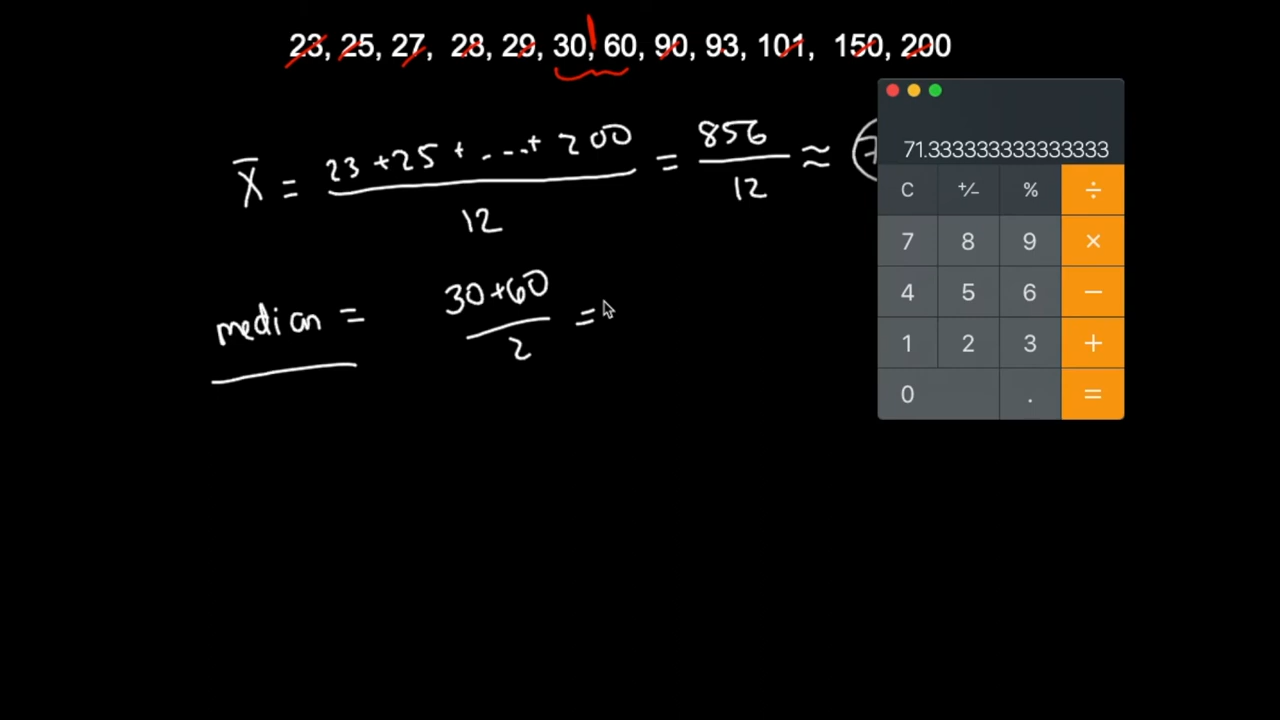 23, 25, 27, 28, 29, 30, 60, 90, 93, 101, 150, 200
x̄ = (23 + 25 + ... + 200) / 12 = 856 / 12 ≈
median = (30 + 60) / 2 =
71.333333333333333
C +/- % ÷
7 8 9 ×
4 5 6 −
1 2 3 +
0 . =